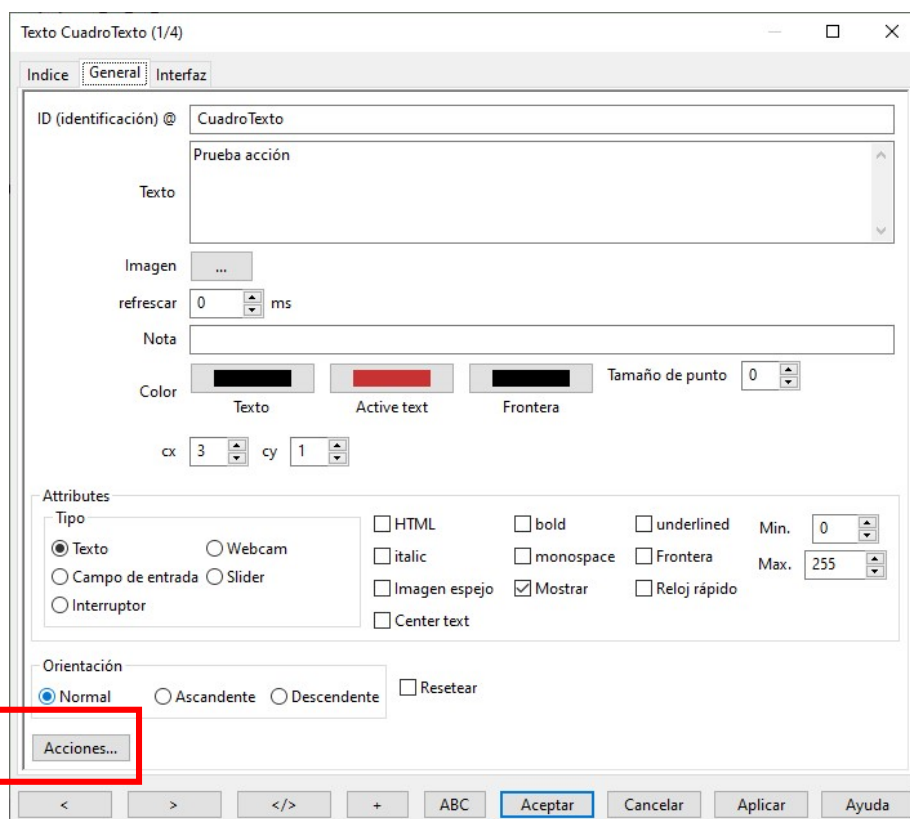 Texto CuadroTexto (1/4)
Indice General Interfaz
ID (identificación) @ CuadroTexto
Prueba acción
Texto
Imagen ...
refrescar 0 ms
Nota
Color Tamaño de punto 0
Texto Active text Frontera
cx 3 cy 1
Attributes
Tipo
HTML bold underlined Min. 0
Texto Webcam
italic monospace Frontera Max. 255
Campo de entrada Slider
Imagen espejo Mostrar Reloj rápido
Interruptor
Center text
Orientación
Normal Ascandente Descendente Resetear
Acciones...
< > </> + ABC Aceptar Cancelar Aplicar Ayuda